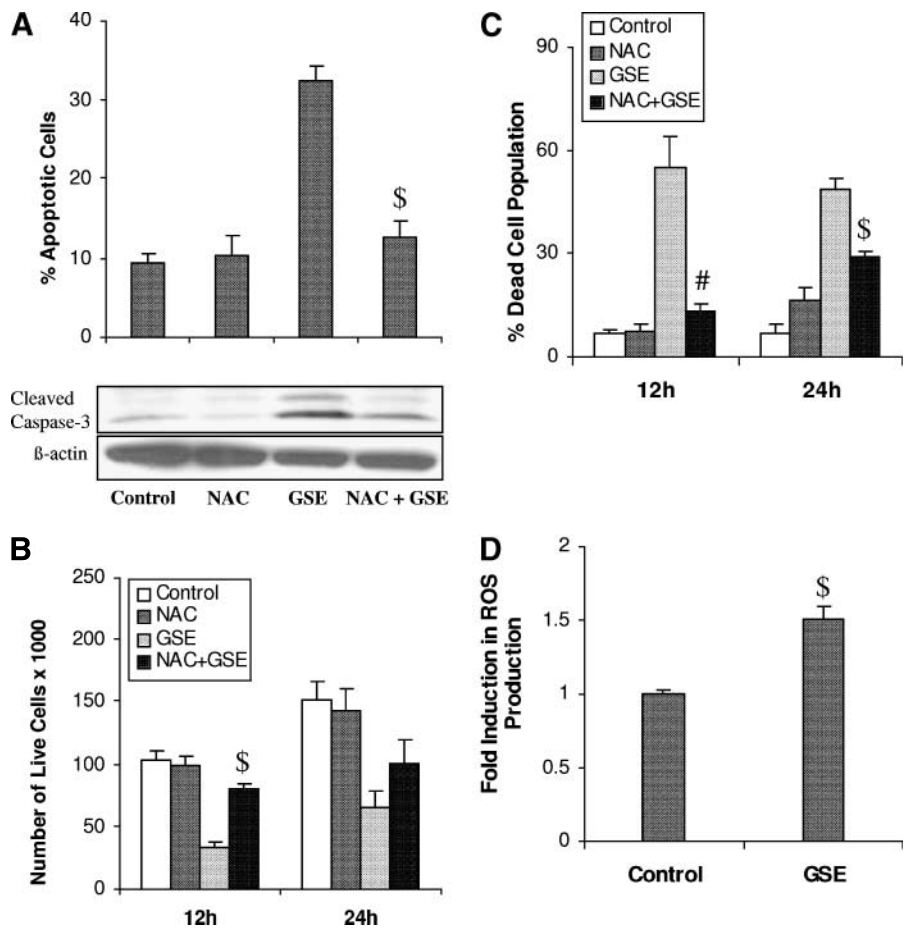 A
% Apoptotic Cells
40
30
20
10
0
$
Cleaved
Caspase-3
ß-actin
Control NAC GSE NAC + GSE
B
Number of Live Cells x 1000
250
200
150
100
50
0
Control
NAC
GSE
NAC+GSE
$
12h 24h
C
% Dead Cell Population
90
60
30
0
Control
NAC
GSE
NAC+GSE
#
$
12h 24h
D
Fold Induction in ROS
Production
2
1.5
1
0.5
0
$
Control GSE